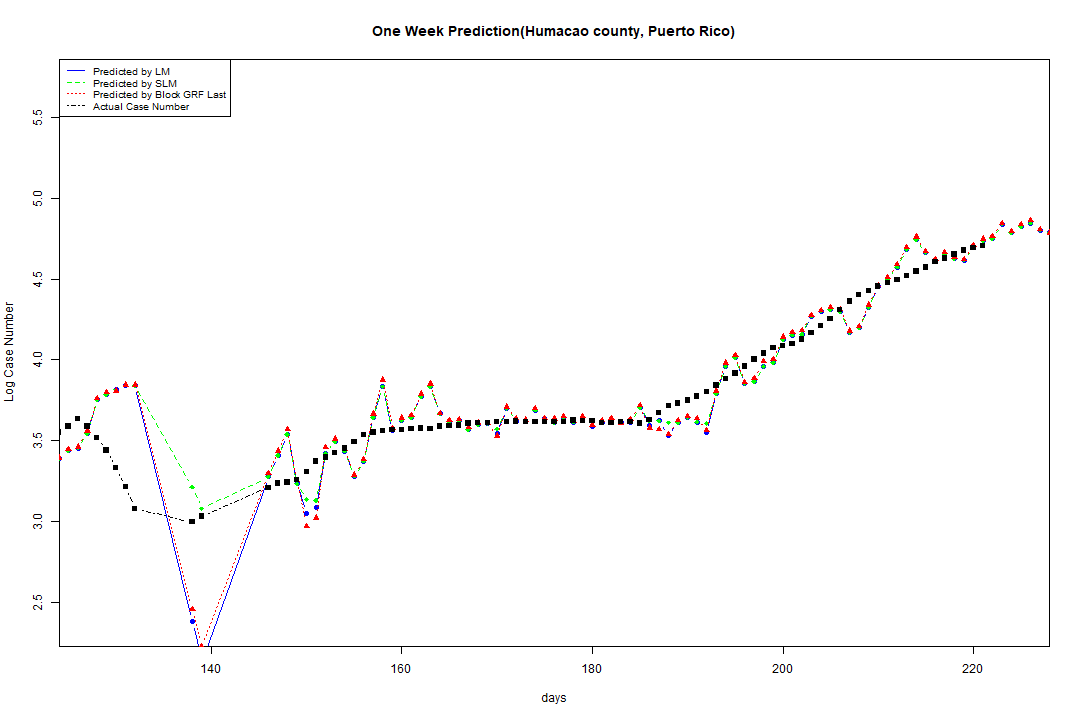 One Week Prediction(Humacao county, Puerto Rico)
Predicted by LM
Predicted by SLM
Predicted by Block GRF Last
Actual Case Number
5.5
5.0
4.5
4.0
3.5
3.0
2.5
Log Case Number
140 160 180 200 220
days